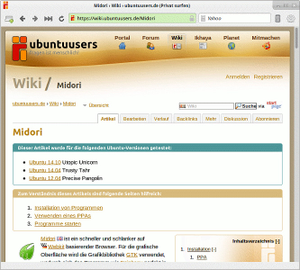 Midori - Wiki - ubuntuusers.de (Privat surfen)
https://wiki.ubuntuusers.de/Midori
Yahoo
ubuntuusers
Portal Forum Wiki Ikhaya Planet Mitmachen
Anmelden Registrieren
Wiki / Midori
ubuntuusers.de › Wiki › Midori Übersicht
Wiki Suche via
Artikel Bearbeiten Verlauf Backlinks Mehr Diskussion Abonnieren
Midori
Dieser Artikel wurde für die folgenden Ubuntu-Versionen getestet:
Ubuntu 14.10 Utopic Unicorn
Ubuntu 14.04 Trusty Tahr
Ubuntu 12.04 Precise Pangolin
Zum Verständnis dieses Artikels sind folgende Seiten hilfreich:
1. Installation von Programmen
2. Verwenden eines PPAs
3. Programme starten
Midori ist ein schneller und schlanker auf
Webkit basierender Browser. Für die grafische
Oberfläche wird die Grafikbibliothek GTK verwendet,
Inhaltsverzeichnis [-]
1. Installation [-]
1. PPA